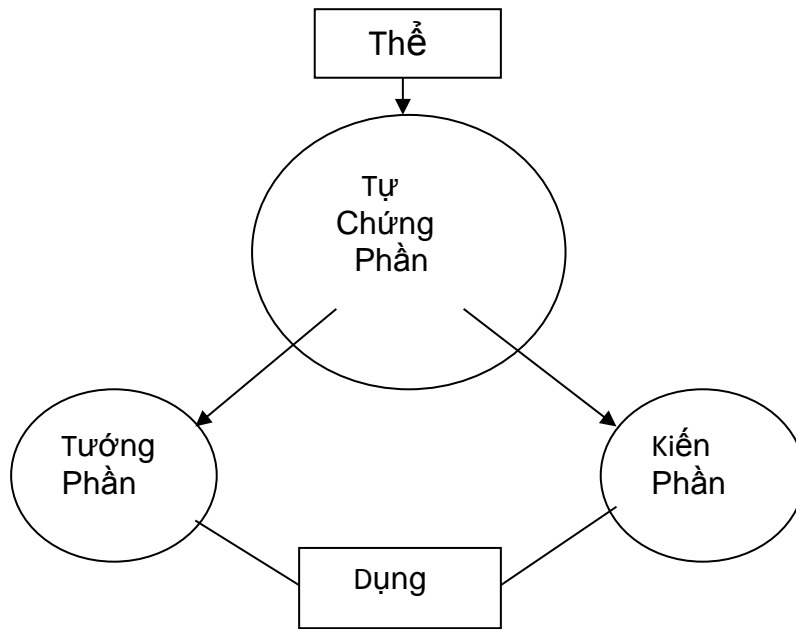 Thể
Tự
Chứng
Phần
Tướng
Phần
Kiến
Phần
Dụng